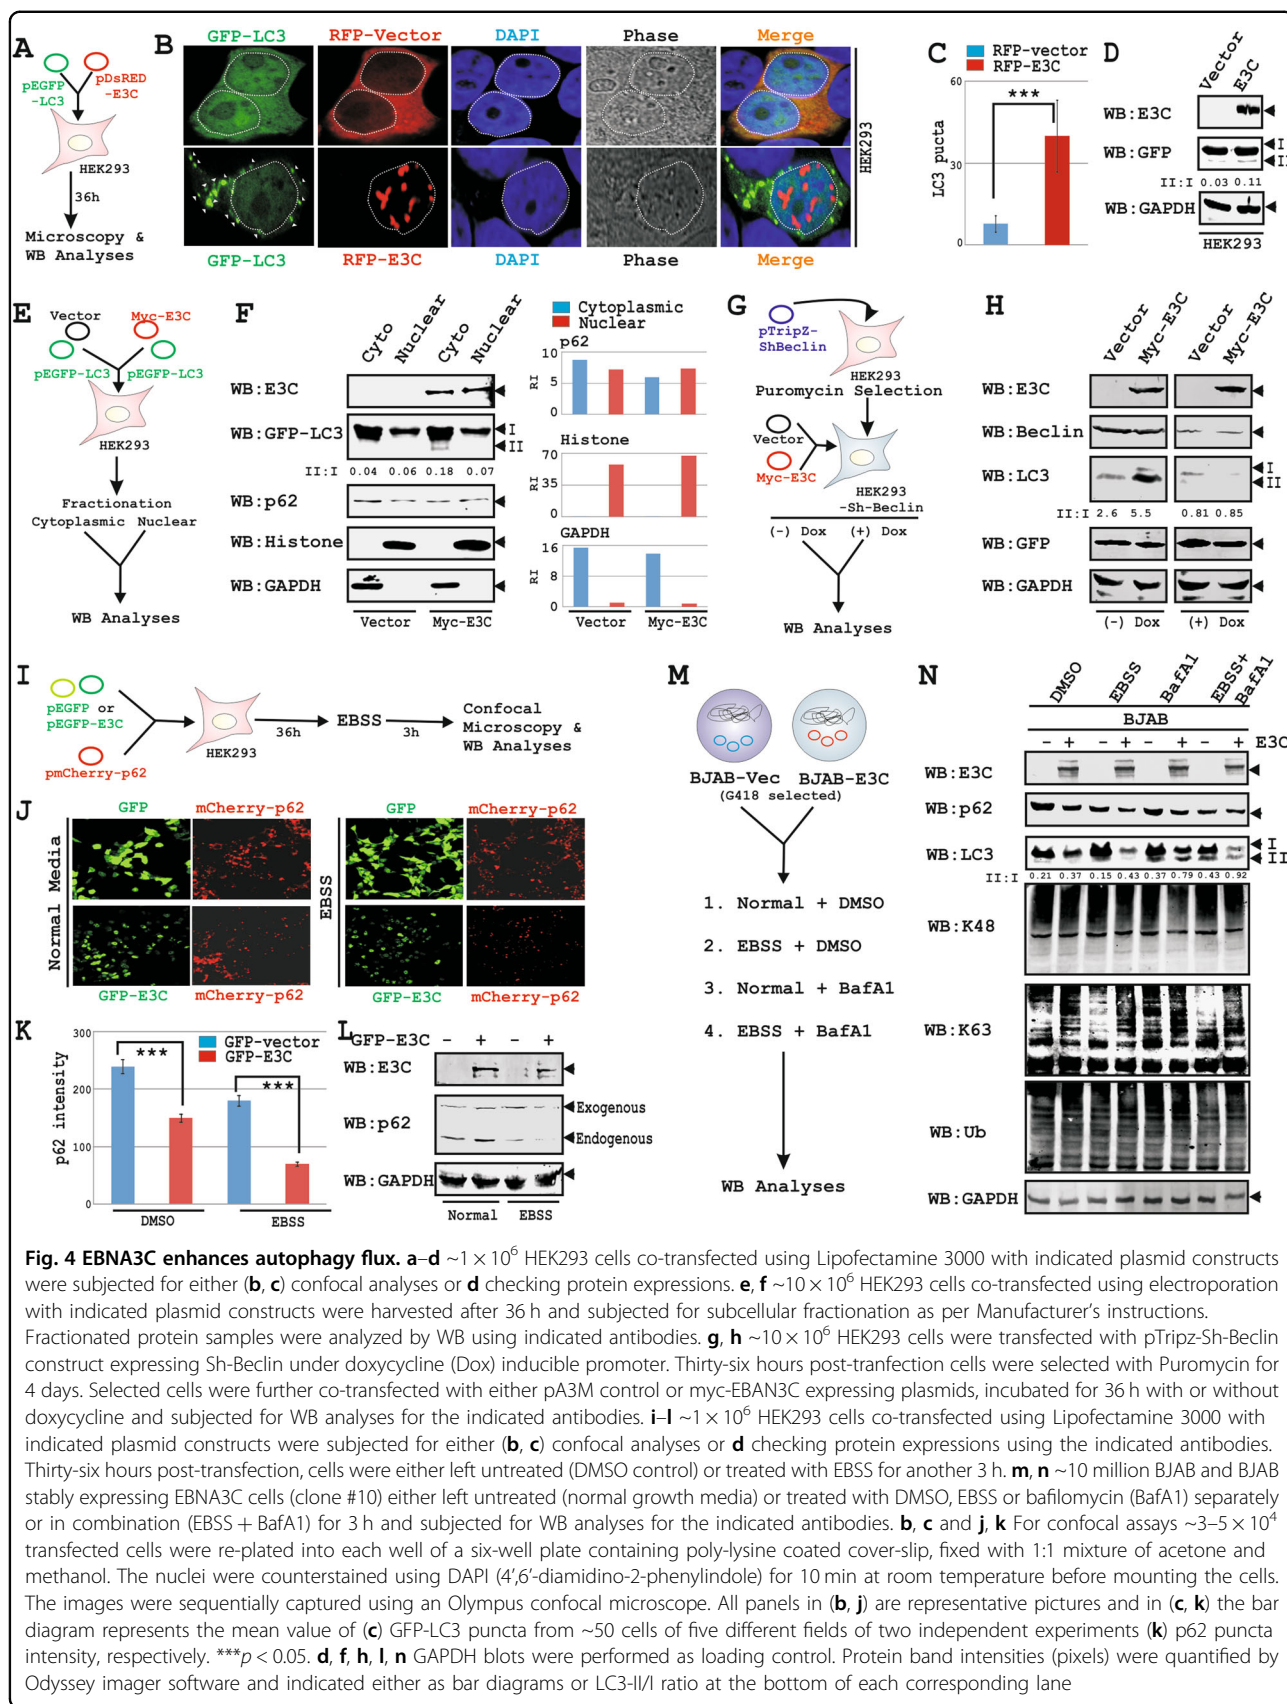 A
pEGFP
-LC3
pDsRED
-E3C
HEK293
36h
Microscopy &
WB Analyses
B
GFP-LC3 RFP-Vector DAPI Phase Merge
HEK293
GFP-LC3 RFP-E3C DAPI Phase Merge
C
RFP-vector
RFP-E3C
60
30
0
LC3 pucta
***
D
Vector
E3C
WB:E3C
WB:GFP
I
II
II:I 0.03 0.11
WB:GAPDH
HEK293
E
Vector Myc-E3C
pEGFP-LC3 pEGFP-LC3
HEK293
Fractionation
Cytoplasmic Nuclear
WB Analyses
F
Cyto Nuclear Cyto Nuclear
WB:E3C
WB:GFP-LC3
I
II
II:I 0.04 0.06 0.18 0.07
WB:p62
WB:Histone
WB:GAPDH
Vector Myc-E3C
Cytoplasmic
Nuclear
p62
10
5
0
RI
Histone
70
35
0
RI
GAPDH
16
8
0
RI
Vector Myc-E3C
G
pTripZ-
ShBeclin
HEK293
Puromycin Selection
Vector
Myc-E3C
HEK293
-Sh-Beclin
(-) Dox (+) Dox
WB Analyses
H
Vector Myc-E3C Vector Myc-E3C
WB:E3C
WB:Beclin
WB:LC3
I
II
II:I 2.6 5.5 0.81 0.85
WB:GFP
WB:GAPDH
(-) Dox (+) Dox
I
pEGFP or
pEGFP-E3C
pmCherry-p62
HEK293
36h
EBSS
3h
Confocal
Microscopy &
WB Analyses
J
GFP mCherry-p62 GFP mCherry-p62
Normal Media
EBSS
GFP-E3C mCherry-p62 GFP-E3C mCherry-p62
K
GFP-vector
GFP-E3C
300
200
100
0
p62 intensity
***
***
DMSO EBSS
L
GFP-E3C - + - +
WB:E3C
WB:p62
Exogenous
Endogenous
WB:GAPDH
Normal EBSS
M
BJAB-Vec BJAB-E3C
(G418 selected)
1. Normal + DMSO
2. EBSS + DMSO
3. Normal + BafA1
4. EBSS + BafA1
WB Analyses
N
DMSO EBSS BafA1 EBSS+
BafA1
BJAB
- + - + - + - + E3C
WB:E3C
WB:p62
WB:LC3
I
II
II:I 0.21 0.37 0.15 0.43 0.37 0.79 0.43 0.92
WB:K48
WB:K63
WB:Ub
WB:GAPDH
Fig. 4 EBNA3C enhances autophagy flux. a–d ~1 × 10⁶ HEK293 cells co-transfected using Lipofectamine 3000 with indicated plasmid constructs
were subjected for either (b, c) confocal analyses or d checking protein expressions. e, f ~10 × 10⁶ HEK293 cells co-transfected using electroporation
with indicated plasmid constructs were harvested after 36 h and subjected for subcellular fractionation as per Manufacturer's instructions.
Fractionated protein samples were analyzed by WB using indicated antibodies. g, h ~10 × 10⁶ HEK293 cells were transfected with pTripz-Sh-Beclin
construct expressing Sh-Beclin under doxycycline (Dox) inducible promoter. Thirty-six hours post-tranfection cells were selected with Puromycin for
4 days. Selected cells were further co-transfected with either pA3M control or myc-EBAN3C expressing plasmids, incubated for 36 h with or without
doxycycline and subjected for WB analyses for the indicated antibodies. i–l ~1 × 10⁶ HEK293 cells co-transfected using Lipofectamine 3000 with
indicated plasmid constructs were subjected for either (b, c) confocal analyses or d checking protein expressions using the indicated antibodies.
Thirty-six hours post-transfection, cells were either left untreated (DMSO control) or treated with EBSS for another 3 h. m, n ~10 million BJAB and BJAB
stably expressing EBNA3C cells (clone #10) either left untreated (normal growth media) or treated with DMSO, EBSS or bafilomycin (BafA1) separately
or in combination (EBSS + BafA1) for 3 h and subjected for WB analyses for the indicated antibodies. b, c and j, k For confocal assays ~3–5 × 10⁴
transfected cells were re-plated into each well of a six-well plate containing poly-lysine coated cover-slip, fixed with 1:1 mixture of acetone and
methanol. The nuclei were counterstained using DAPI (4′,6′-diamidino-2-phenylindole) for 10 min at room temperature before mounting the cells.
The images were sequentially captured using an Olympus confocal microscope. All panels in (b, j) are representative pictures and in (c, k) the bar
diagram represents the mean value of (c) GFP-LC3 puncta from ~50 cells of five different fields of two independent experiments (k) p62 puncta
intensity, respectively. ***p < 0.05. d, f, h, l, n GAPDH blots were performed as loading control. Protein band intensities (pixels) were quantified by
Odyssey imager software and indicated either as bar diagrams or LC3-II/I ratio at the bottom of each corresponding lane